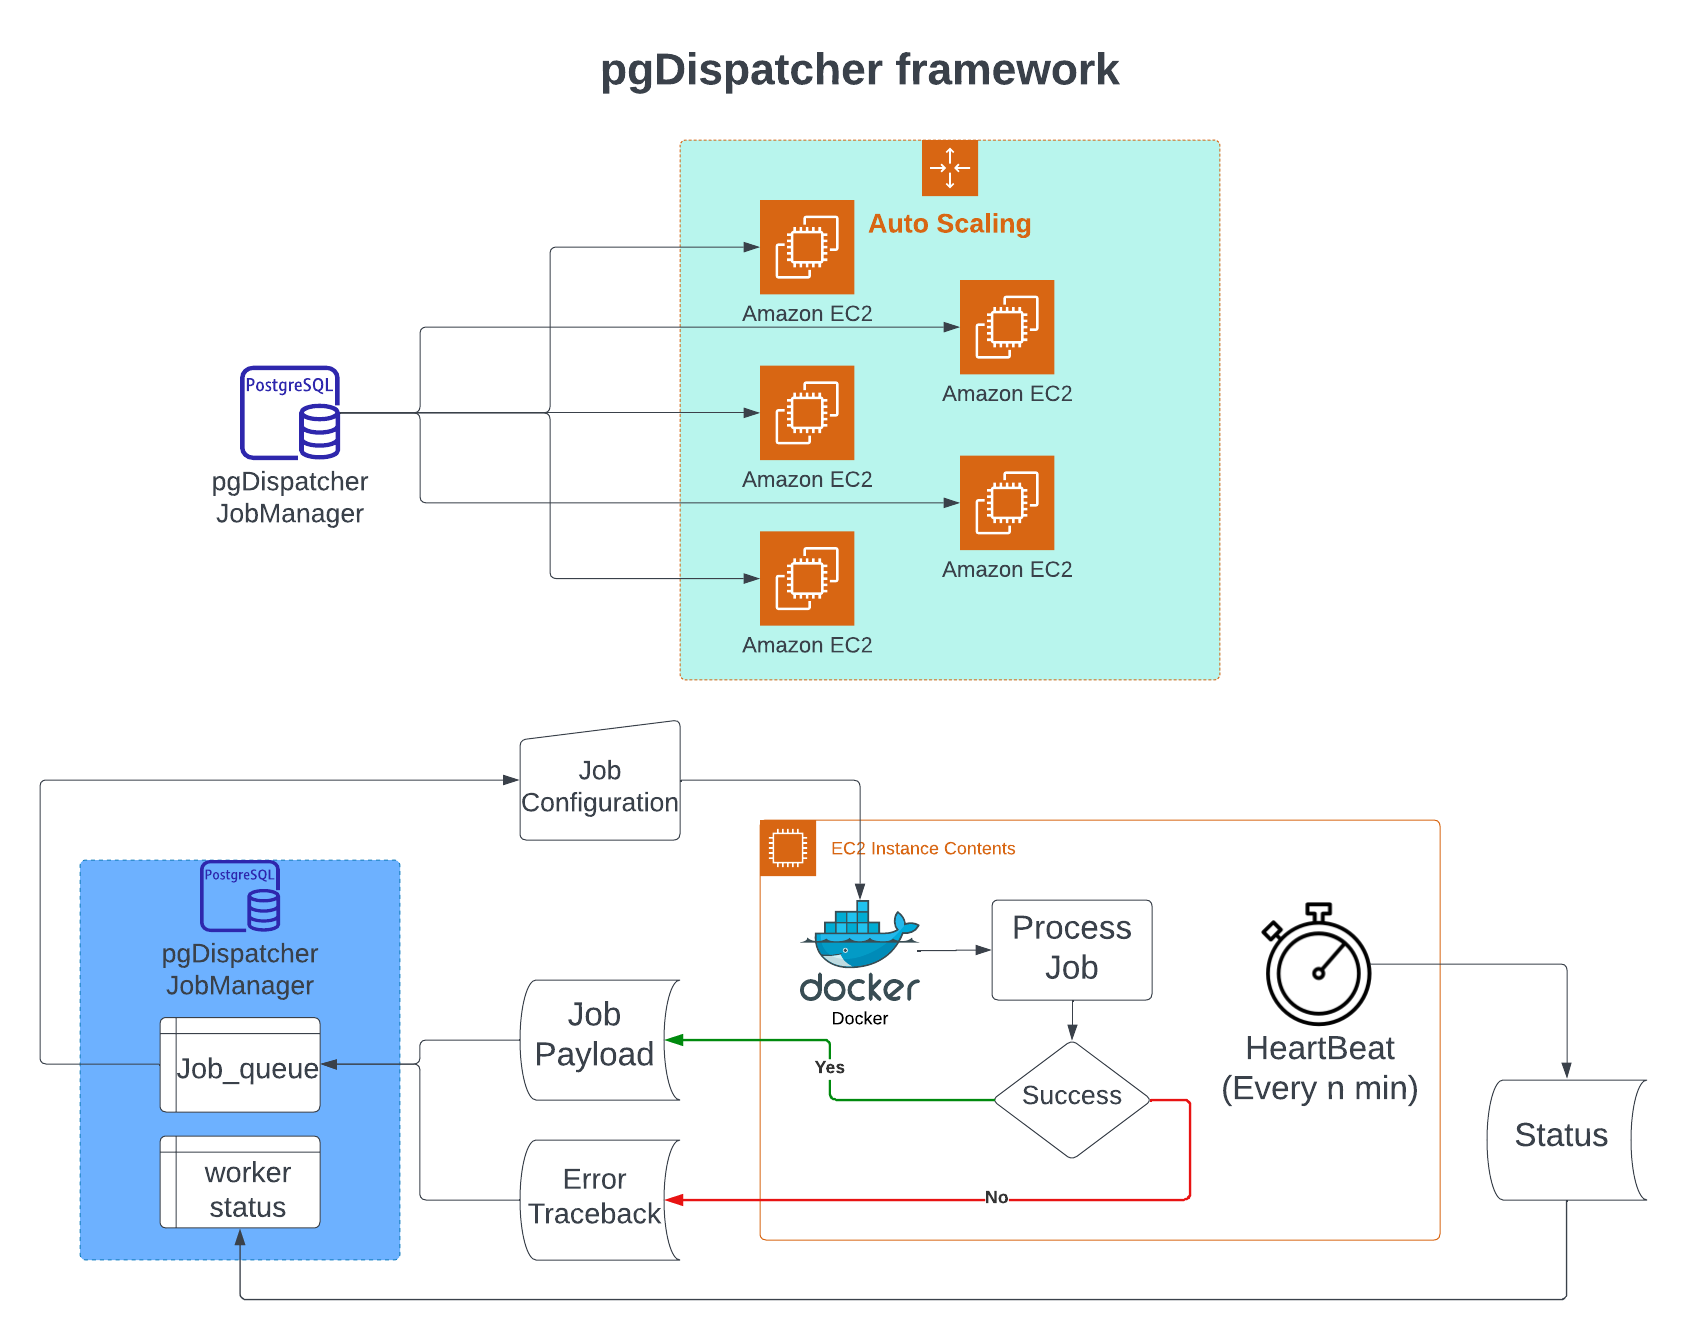 pgDispatcher framework
Auto Scaling
Amazon EC2
Amazon EC2
PostgreSQL
pgDispatcher
JobManager
Amazon EC2
Amazon EC2
Amazon EC2
Job
Configuration
EC2 Instance Contents
PostgreSQL
pgDispatcher
JobManager
Job_queue
worker
status
docker
Docker
Process
Job
Job
Payload
Yes
Success
Error
Traceback
No
HeartBeat
(Every n min)
Status